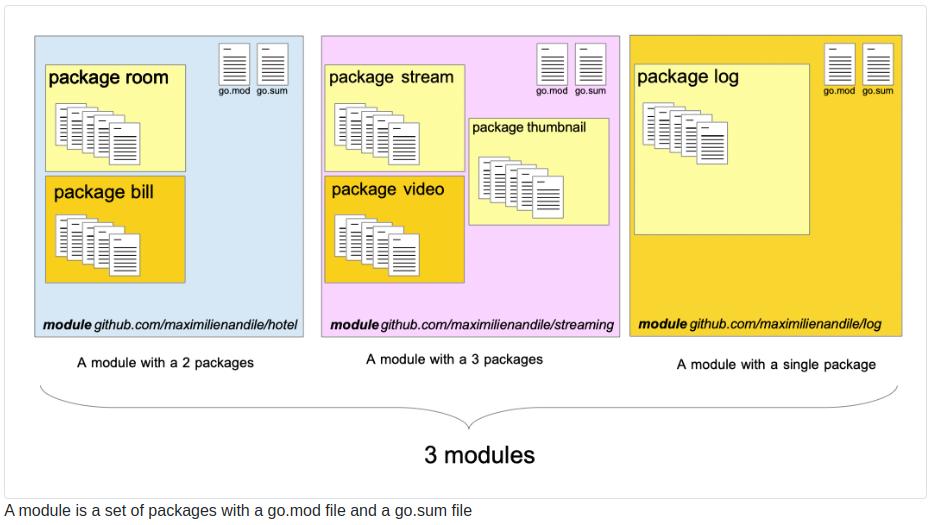 go.mod go.sum
package room
package bill
module github.com/maximilienandile/hotel
A module with a 2 packages
go.mod go.sum
package stream
package thumbnail
package video
module github.com/maximilienandile/streaming
A module with a 3 packages
go.mod go.sum
package log
module github.com/maximilienandile/log
A module with a single package
3 modules
A module is a set of packages with a go.mod file and a go.sum file